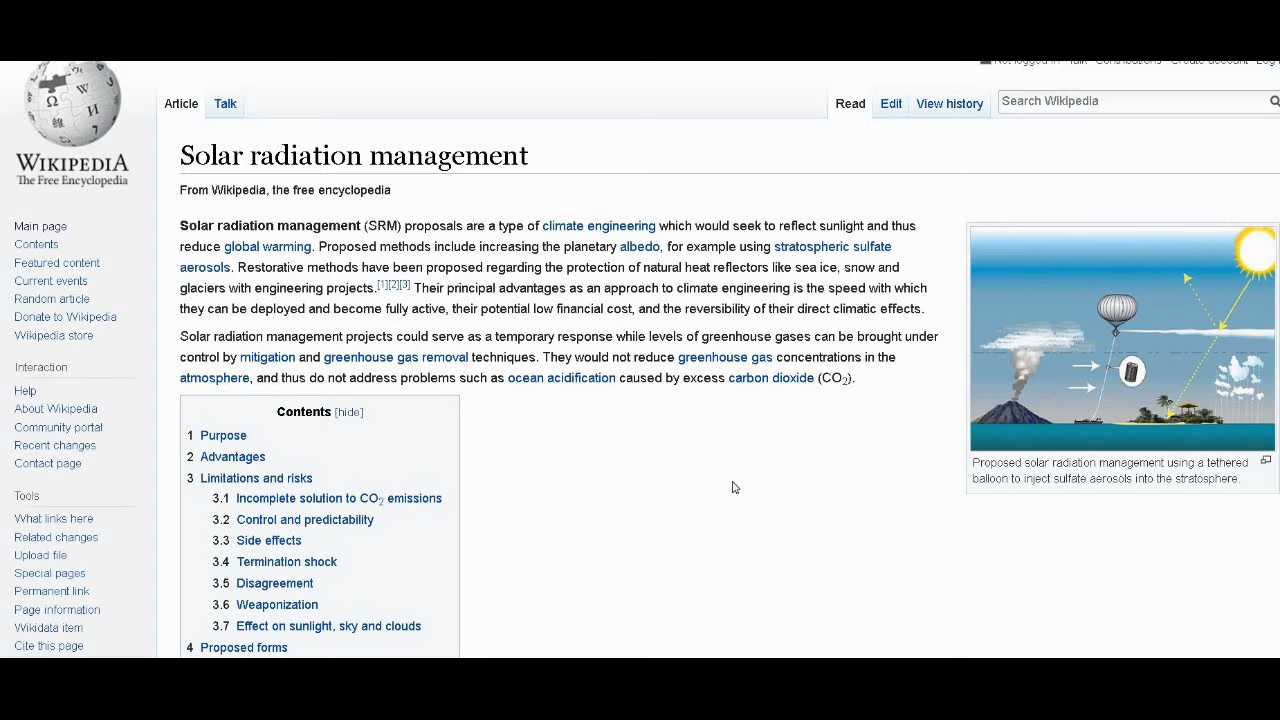 Not logged in Talk Contributions Create account Log
Article Talk Read Edit View history Search Wikipedia
WIKIPEDIA
The Free Encyclopedia
Solar radiation management
From Wikipedia, the free encyclopedia
Main page
Contents
Featured content
Current events
Random article
Donate to Wikipedia
Wikipedia store
Interaction
Help
About Wikipedia
Community portal
Recent changes
Contact page
Tools
What links here
Related changes
Upload file
Special pages
Permanent link
Page information
Wikidata item
Cite this page
Solar radiation management (SRM) proposals are a type of climate engineering which would seek to reflect sunlight and thus
reduce global warming. Proposed methods include increasing the planetary albedo, for example using stratospheric sulfate
aerosols. Restorative methods have been proposed regarding the protection of natural heat reflectors like sea ice, snow and
glaciers with engineering projects.[1][2][3] Their principal advantages as an approach to climate engineering is the speed with which
they can be deployed and become fully active, their potential low financial cost, and the reversibility of their direct climatic effects.
Solar radiation management projects could serve as a temporary response while levels of greenhouse gases can be brought under
control by mitigation and greenhouse gas removal techniques. They would not reduce greenhouse gas concentrations in the
atmosphere, and thus do not address problems such as ocean acidification caused by excess carbon dioxide (CO2).
Contents [hide]
1 Purpose
2 Advantages
3 Limitations and risks
3.1 Incomplete solution to CO2 emissions
3.2 Control and predictability
3.3 Side effects
3.4 Termination shock
3.5 Disagreement
3.6 Weaponization
3.7 Effect on sunlight, sky and clouds
4 Proposed forms
Proposed solar radiation management using a tethered
balloon to inject sulfate aerosols into the stratosphere.